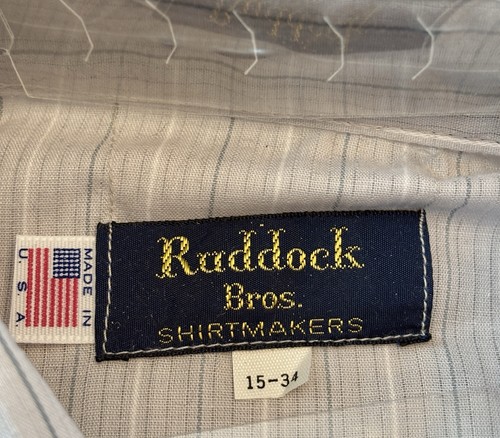 Ruddock
Bros.
SHIRTMAKERS
MADE IN
U. S. A.
15-34